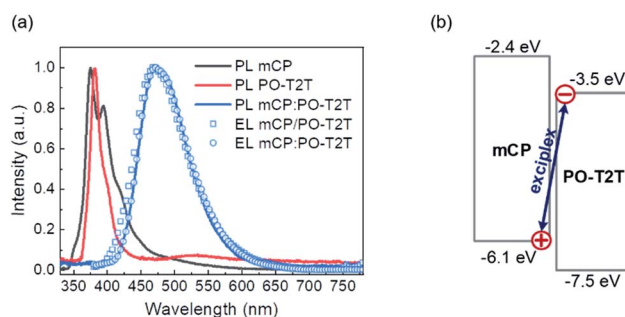 (a)
Intensity (a.u.)
1.0
0.8
0.6
0.4
0.2
0.0
PL mCP
PL PO-T2T
PL mCP:PO-T2T
EL mCP/PO-T2T
EL mCP:PO-T2T
350 400 450 500 550 600 650 700 750
Wavelength (nm)
(b)
-2.4 eV
-3.5 eV
mCP
exciplex
PO-T2T
-6.1 eV
-7.5 eV